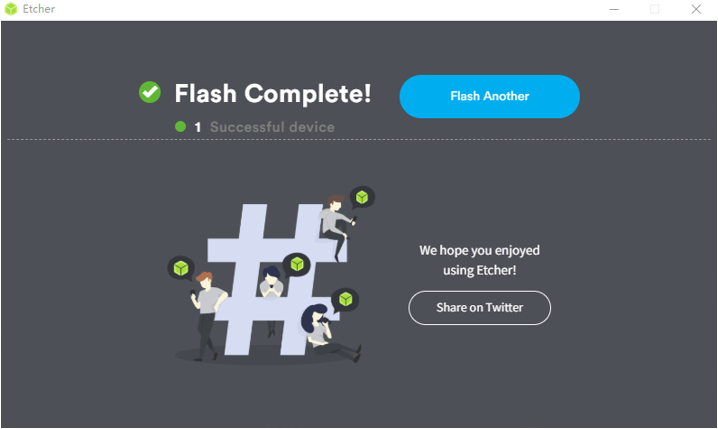 Etcher
Flash Complete!
Flash Another
1 Successful device
We hope you enjoyed
using Etcher!
Share on Twitter